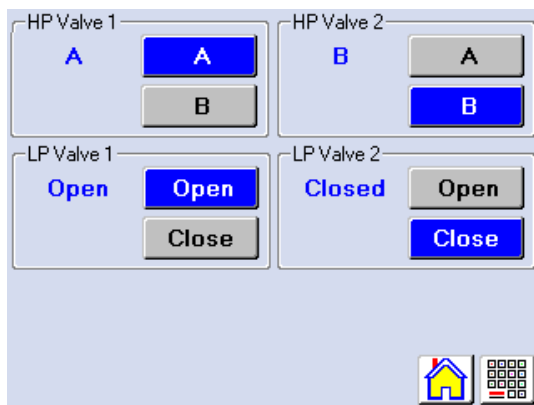 HP Valve 1
A
A
B
HP Valve 2
B
A
B
LP Valve 1
Open
Open
Close
LP Valve 2
Closed
Open
Close